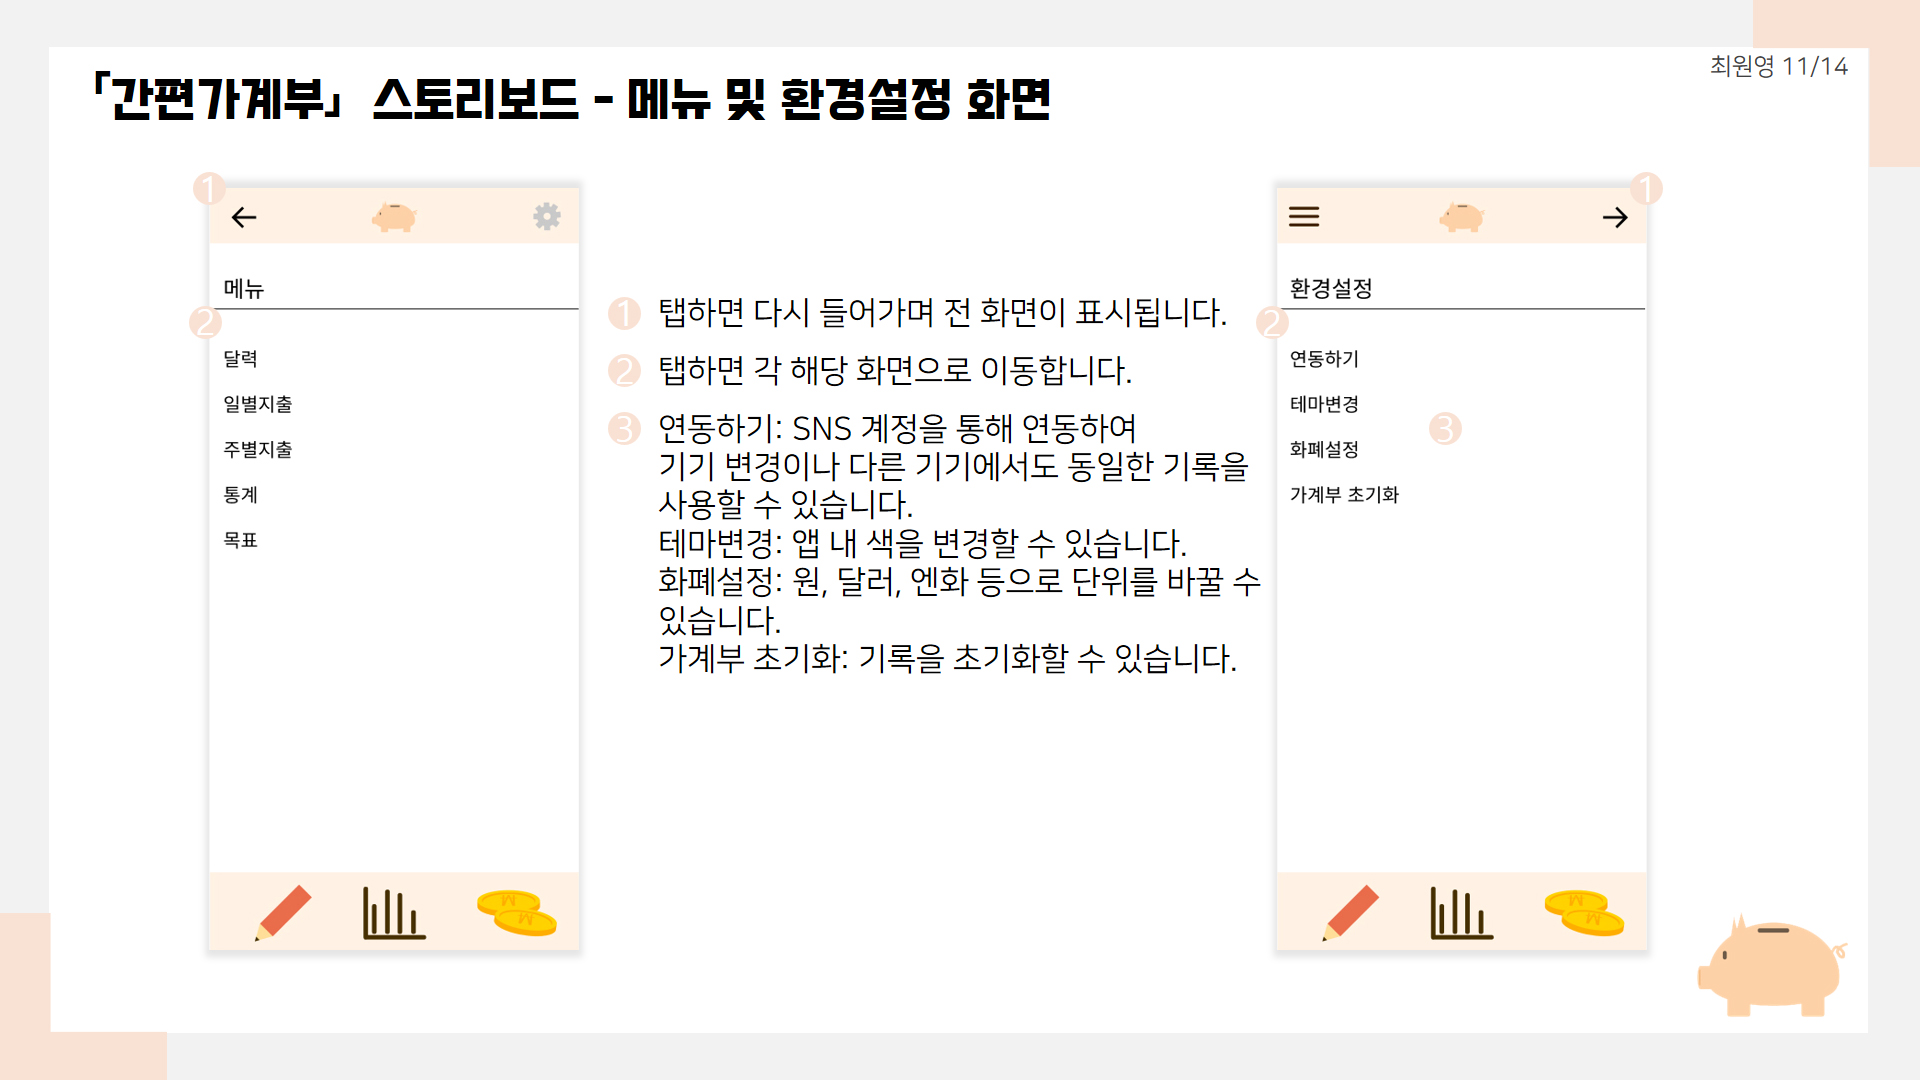 최원영 11/14
「간편가계부」 스토리보드 - 메뉴 및 환경설정 화면
1
메뉴
2
달력
일별지출
주별지출
통계
목표
1 탭하면 다시 들어가며 전 화면이 표시됩니다.
2 탭하면 각 해당 화면으로 이동합니다.
3 연동하기: SNS 계정을 통해 연동하여
기기 변경이나 다른 기기에서도 동일한 기록을
사용할 수 있습니다.
테마변경: 앱 내 색을 변경할 수 있습니다.
화폐설정: 원, 달러, 엔화 등으로 단위를 바꿀 수
있습니다.
가계부 초기화: 기록을 초기화할 수 있습니다.
1
환경설정
2
연동하기
테마변경
3
화폐설정
가계부 초기화